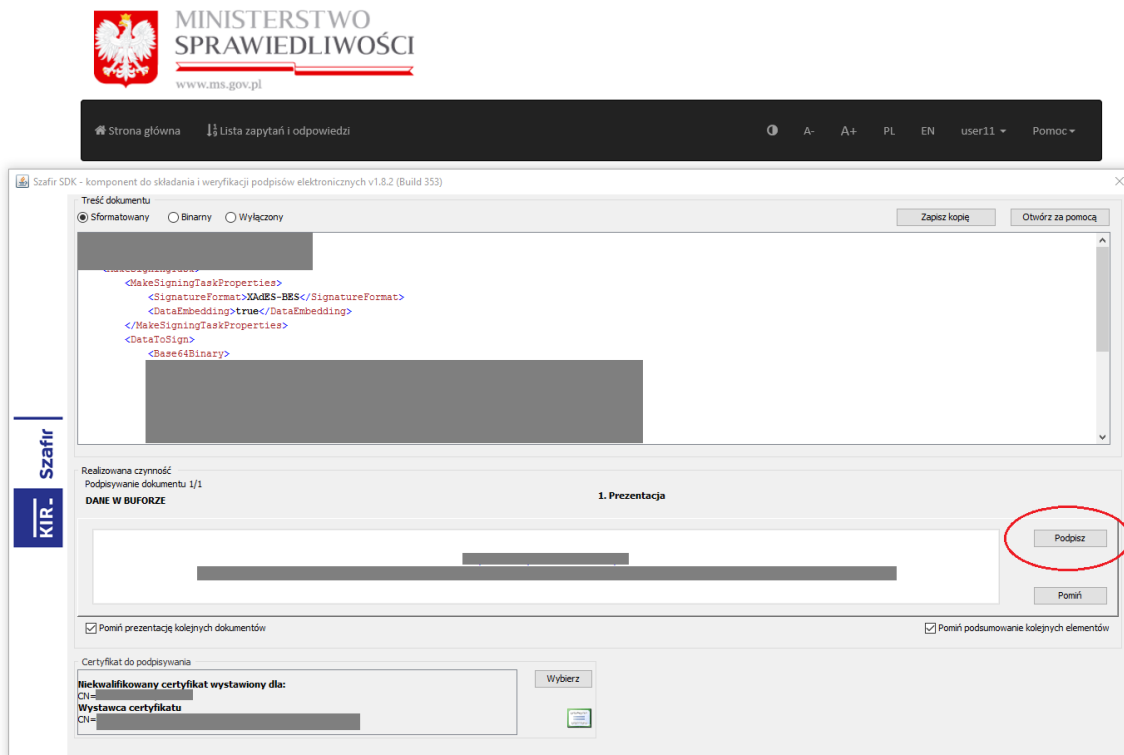 MINISTERSTWO
SPRAWIEDLIWOŚCI
www.ms.gov.pl
Strona główna Lista zapytań i odpowiedzi A- A+ PL EN user11 Pomoc
Szafir SDK - komponent do składania i weryfikacji podpisów elektronicznych v1.8.2 (Build 353)
Treść dokumentu
Sformatowany Binarny Wyłączony Zapisz kopię Otwórz za pomocą
<MakeSigningTaskProperties>
<SignatureFormat>XAdES-BES</SignatureFormat>
<DataEmbedding>true</DataEmbedding>
</MakeSigningTaskProperties>
<DataToSign>
<Base64Binary>
Szafir
KIR.
Realizowana czynność
Podpisywanie dokumentu 1/1
DANE W BUFORZE
1. Prezentacja
Podpisz
Pomiń
Pomiń prezentację kolejnych dokumentów Pomiń podsumowanie kolejnych elementów
Certyfikat do podpisywania
Niekwalifikowany certyfikat wystawiony dla:
CN=
Wystawca certyfikatu
CN=
Wybierz